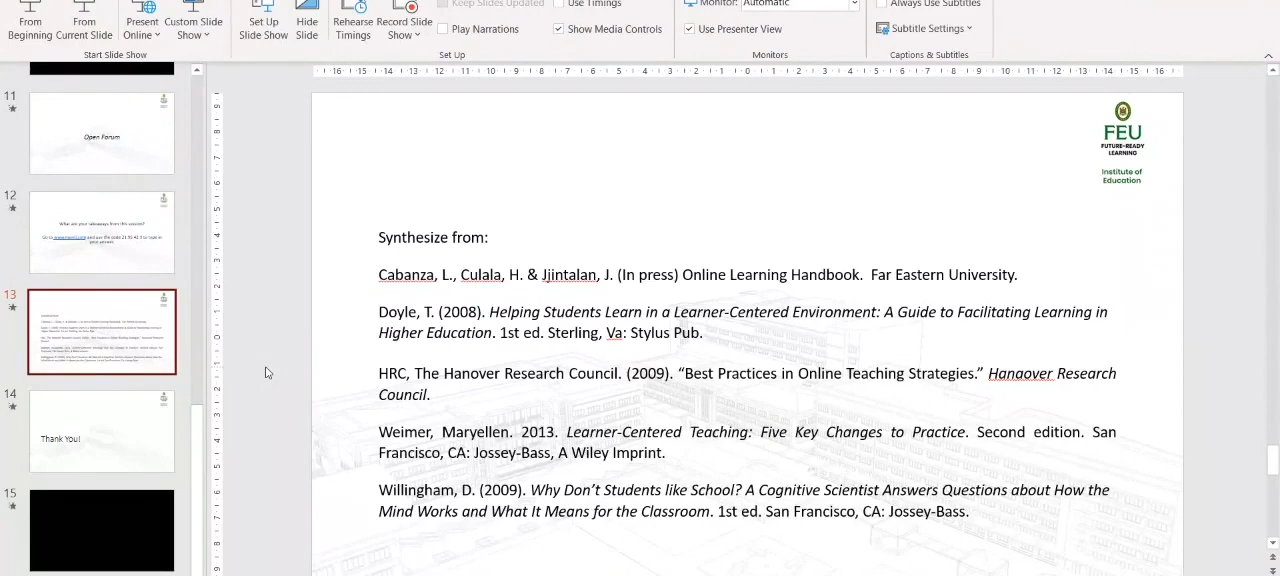 From Beginning
From Current Slide
Present Online
Custom Slide Show
Set Up Slide Show
Hide Slide
Rehearse Timings
Record Slide Show
Keep Slides Updated
Use Timings
Play Narrations
Show Media Controls
Monitor: Automatic
Use Presenter View
Always Use Subtitles
Subtitle Settings
Start Slide Show
Set Up
Monitors
Captions & Subtitles
11
Open Forum
12
What are your takeaways from this session?
13
14
Thank You!
15
FEU
FUTURE-READY
LEARNING
Institute of
Education
Synthesize from:
Cabanza, L., Culala, H. & Jjintalan, J. (In press) Online Learning Handbook. Far Eastern University.
Doyle, T. (2008). Helping Students Learn in a Learner-Centered Environment: A Guide to Facilitating Learning in
Higher Education. 1st ed. Sterling, Va: Stylus Pub.
HRC, The Hanover Research Council. (2009). “Best Practices in Online Teaching Strategies.” Hanaover Research
Council.
Weimer, Maryellen. 2013. Learner-Centered Teaching: Five Key Changes to Practice. Second edition. San
Francisco, CA: Jossey-Bass, A Wiley Imprint.
Willingham, D. (2009). Why Don’t Students like School? A Cognitive Scientist Answers Questions about How the
Mind Works and What It Means for the Classroom. 1st ed. San Francisco, CA: Jossey-Bass.